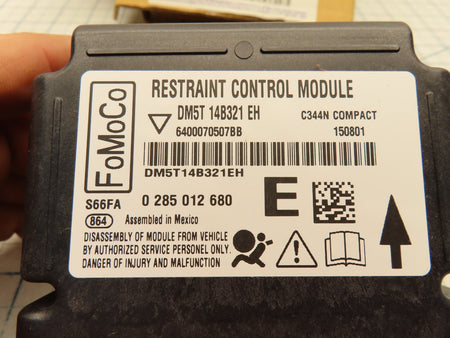 RESTRAINT CONTROL MODULE
FoMoCo
DM5T 14B321 EH
C344N COMPACT
6400070507BB
150801
DM5T14B321EH
S66FA
0 285 012 680
E
864
Assembled in Mexico
DISASSEMBLY OF MODULE FROM VEHICLE
BY AUTHORIZED SERVICE PERSONEL ONLY.
DANGER OF INJURY AND MALFUNCTION